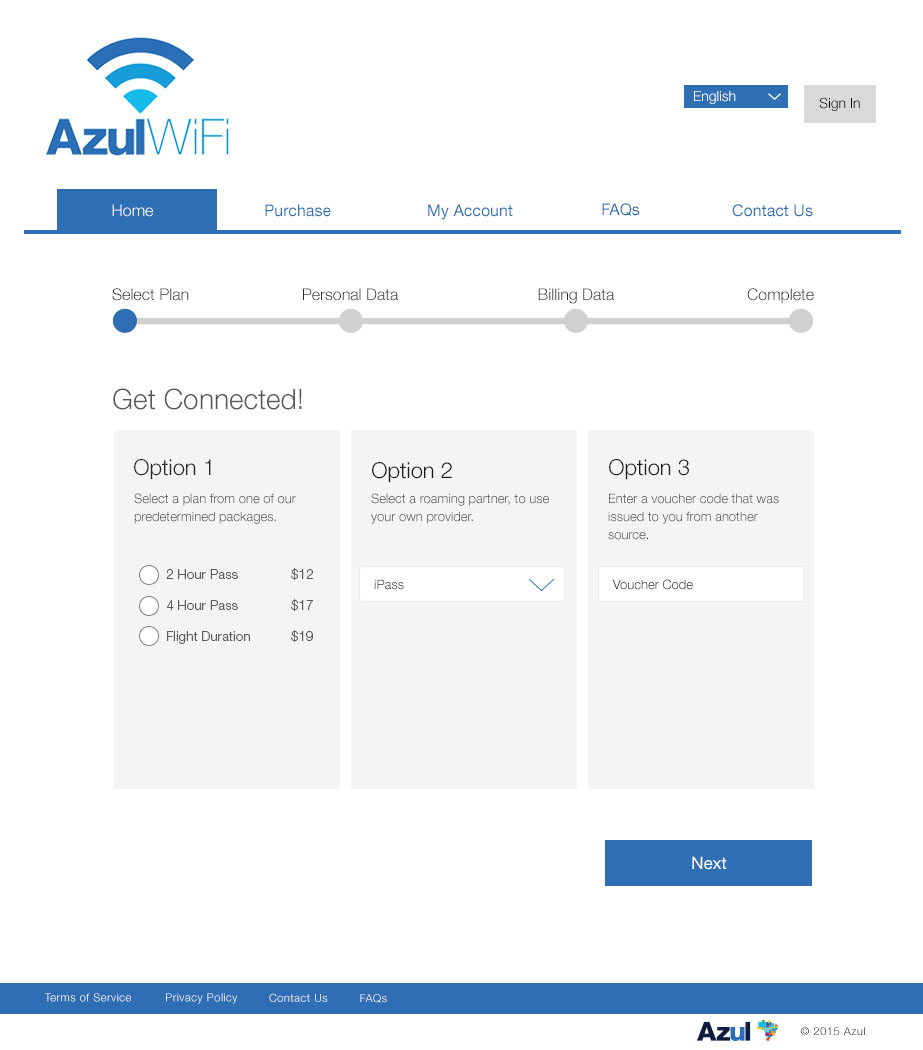 AzulWiFi
English
Sign In
Home
Purchase
My Account
FAQs
Contact Us
Select Plan
Personal Data
Billing Data
Complete
Get Connected!
Option 1
Select a plan from one of our
predetermined packages.
2 Hour Pass $12
4 Hour Pass $17
Flight Duration $19
Option 2
Select a roaming partner, to use
your own provider.
iPass
Option 3
Enter a voucher code that was
issued to you from another
source.
Voucher Code
Next
Terms of Service
Privacy Policy
Contact Us
FAQs
Azul
© 2015 Azul